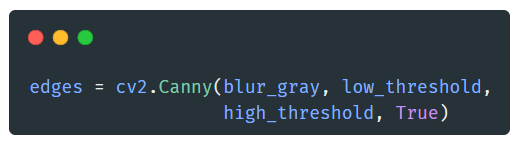 edges = cv2.Canny(blur_gray, low_threshold,
high_threshold, True)